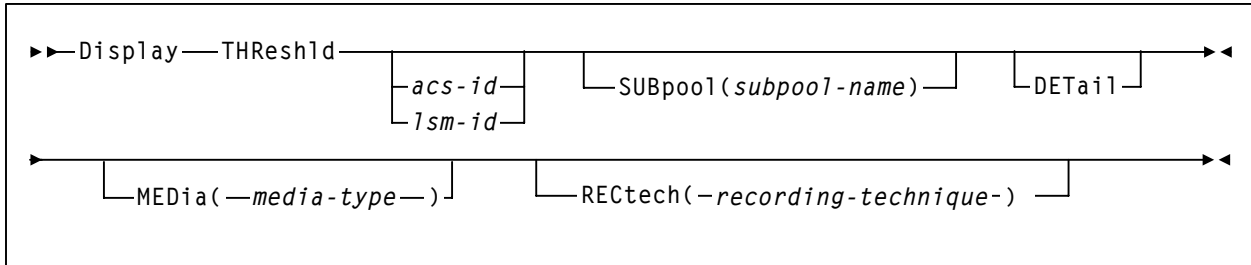 Display THReshld
acs-id
lsm-id
SUBpool(subpool-name)
DETail
MEDia( media-type )
RECtech( recording-technique )